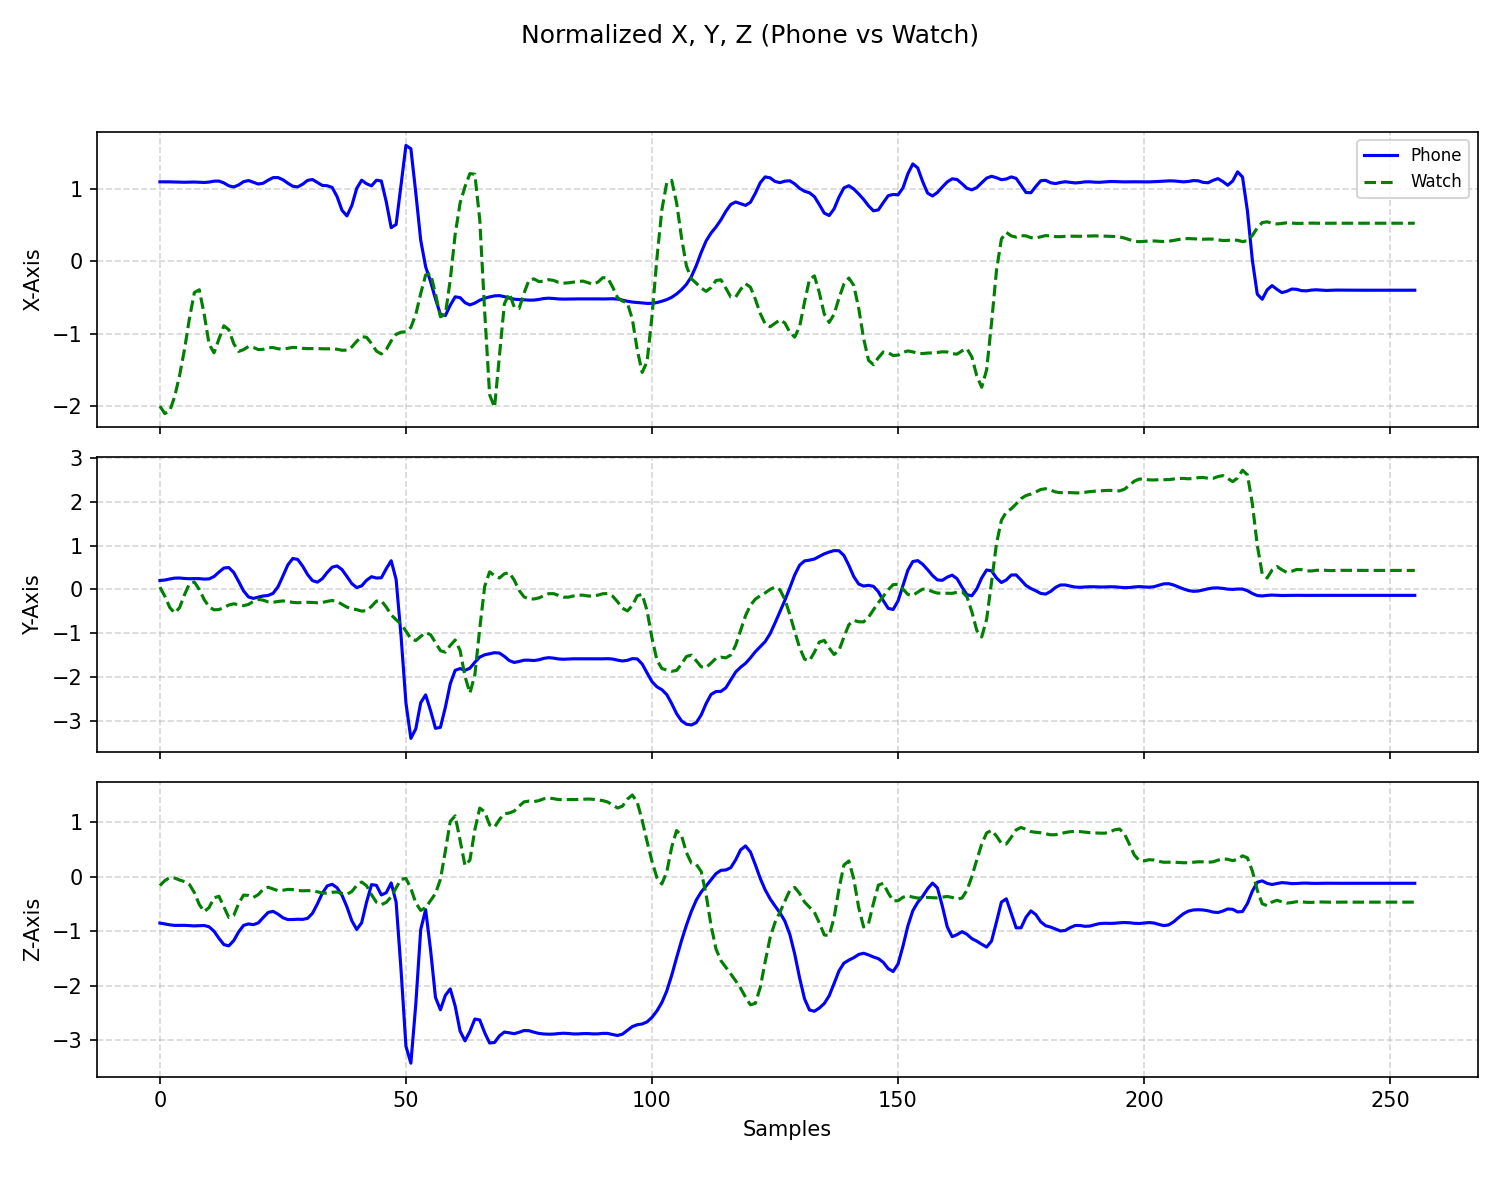 Normalized X, Y, Z (Phone vs Watch)
Phone
Watch
X-Axis
1
0
−1
−2
Y-Axis
3
2
1
0
−1
−2
−3
Z-Axis
1
0
−1
−2
−3
0 50 100 150 200 250
Samples